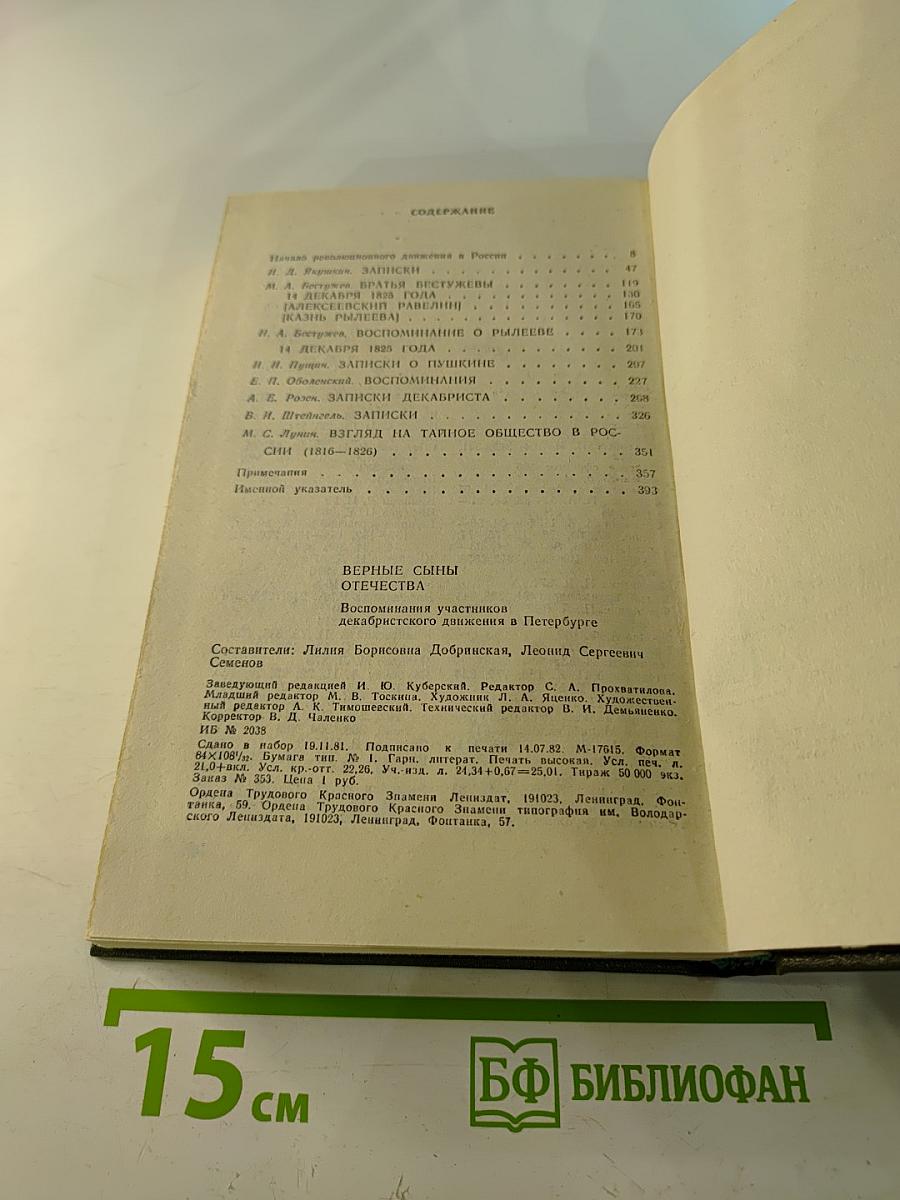 СОДЕРЖАНИЕ
Начало революционного движения в России . . . . . . . . 8
И. Д. Якушкин. ЗАПИСКИ . . . . . . . . . . . . . . 47
М. А. Бестужев. БРАТЬЯ БЕСТУЖЕВЫ . . . . . . . . . 119
14 ДЕКАБРЯ 1825 ГОДА . . . . . . . . . . . . . 130
[АЛЕКСЕЕВСКИЙ РАВЕЛИН] . . . . . . . . . . . . 165
[КАЗНЬ РЫЛЕЕВА] . . . . . . . . . . . . . . . 170
Н. А. Бестужев. ВОСПОМИНАНИЕ О РЫЛЕЕВЕ . . . . 173
14 ДЕКАБРЯ 1825 ГОДА . . . . . . . . . . . . 201
И. И. Пущин. ЗАПИСКИ О ПУШКИНЕ . . . . . . . . 207
Е. П. Оболенский. ВОСПОМИНАНИЯ . . . . . . . . . 227
А. Е. Розен. ЗАПИСКИ ДЕКАБРИСТА . . . . . . . . 268
В. И. Штейнгель. ЗАПИСКИ . . . . . . . . . . . . . 326
М. С. Лунин. ВЗГЛЯД НА ТАЙНОЕ ОБЩЕСТВО В РОС-
СИИ (1816—1826) . . . . . . . . . . . . . . . 351
Примечания . . . . . . . . . . . . . . . . . . . . 357
Именной указатель . . . . . . . . . . . . . . . . . 393
ВЕРНЫЕ СЫНЫ
ОТЕЧЕСТВА
Воспоминания участников
декабристского движения в Петербурге
Составители: Лилия Борисовна Добринская, Леонид Сергеевич
Семенов
Заведующий редакцией И. Ю. Куберский. Редактор С. А. Прохватилова.
Младший редактор М. В. Тоскина. Художник Л. А. Яценко. Художествен-
ный редактор А. К. Тимошевский. Технический редактор В. И. Демьяненко.
Корректор В. Д. Чаленко
ИБ № 2038
Сдано в набор 19.11.81. Подписано к печати 14.07.82. М-17615. Формат
84×108¹/₃₂. Бумага тип. № 1. Гарн. литерат. Печать высокая. Усл. печ. л.
21,0+вкл. Усл. кр.-отт. 22,26. Уч.-изд. л. 24,34+0,67=25,01. Тираж 50 000 экз.
Заказ № 353. Цена 1 руб.
Ордена Трудового Красного Знамени Лениздат, 191023, Ленинград, Фон-
танка, 59. Ордена Трудового Красного Знамени типография им. Володар-
ского Лениздата, 191023, Ленинград, Фонтанка, 57.
15 см
БФ БИБЛИОФАН